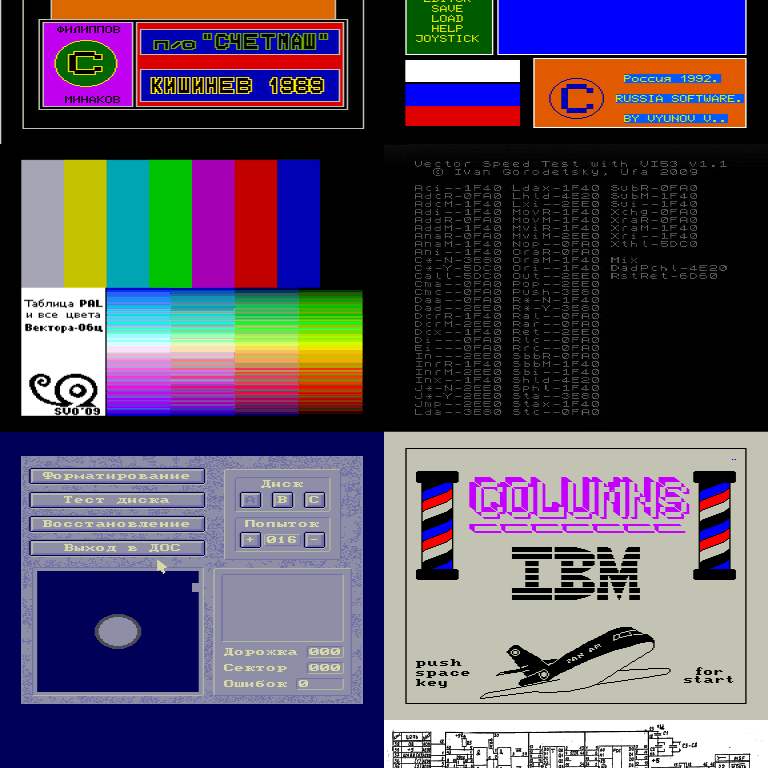 ФИЛИППОВ
C
МИНАКОВ
п/о "СЧЕТМАШ"
КИШИНЕВ 1989
SAVE
LOAD
HELP
JOYSTICK
C
Россия 1992.
RUSSIA SOFTWARE.
BY VYUNOV V..
Таблица PAL
и все цвета
Вектора-06ц
SVO'09
Vector Speed Test with VI53 v1.1
© Ivan Gorodetsky, Ufa 2009
Aci--1F40 Ldax-1F40 SubR-0FA0
AdcR-0FA0 Lhld-4E20 SubM-1F40
AdcM-1F40 Lxi--2EE0 Sui--1F40
Adi--1F40 MovR-1F40 Xchg-0FA0
AddR-0FA0 MovM-1F40 XraR-0FA0
AddM-1F40 MviR-1F40 XraM-1F40
AnaR-0FA0 MviM-2EE0 Xri--1F40
AnaM-1F40 Nop--0FA0 Xthl-5DC0
Ani--1F40 OraR-0FA0
C*-N-3E80 OraM-1F40 Mix
C*-Y-5DC0 Ori--1F40 DadPchl-4E20
Call-5DC0 Out--2EE0 RstRet-6D60
Cma--0FA0 Pop--2EE0
Cmc--0FA0 Push-3E80
Daa--0FA0 R*-N-1F40
Dad--2EE0 R*-Y-3E80
DcrR-1F40 Ral--0FA0
DcrM-2EE0 Rar--0FA0
Dcx--1F40 Ret--2EE0
Di---0FA0 Rlc--0FA0
Ei---0FA0 Rrc--0FA0
In---2EE0 SbbR-0FA0
InrR-1F40 SbbM-1F40
InrM-2EE0 Sbi--1F40
Inx--1F40 Shld-4E20
J*-N-2EE0 Sphl-1F40
J*-Y-2EE0 Sta--3E80
Jmp--2EE0 Stax-1F40
Lda--3E80 Stc--0FA0
Форматирование
Тест диска
Восстановление
Выход в ДОС
Диск
A B C
Попыток
+ 016 -
Дорожка 000
Сектор 000
Ошибок 0
COLUMNS
IBM
PAN AM
push
space
key
for
start